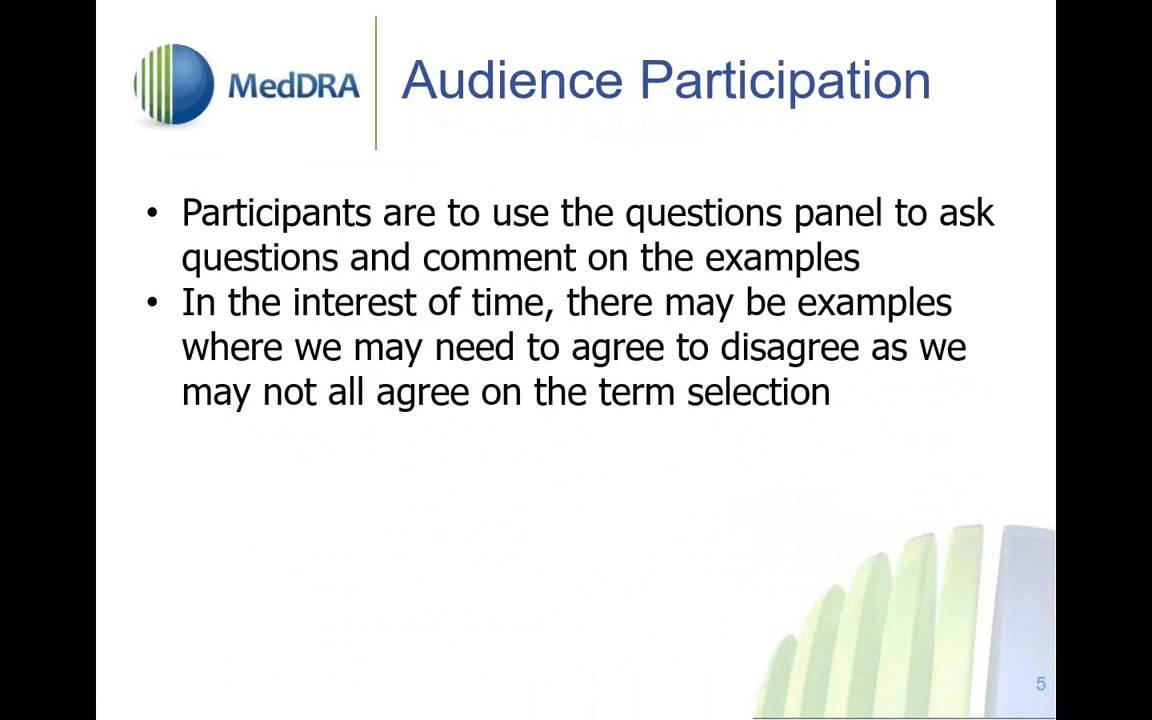 MedDRA
Audience Participation
• Participants are to use the questions panel to ask
questions and comment on the examples
• In the interest of time, there may be examples
where we may need to agree to disagree as we
may not all agree on the term selection
5